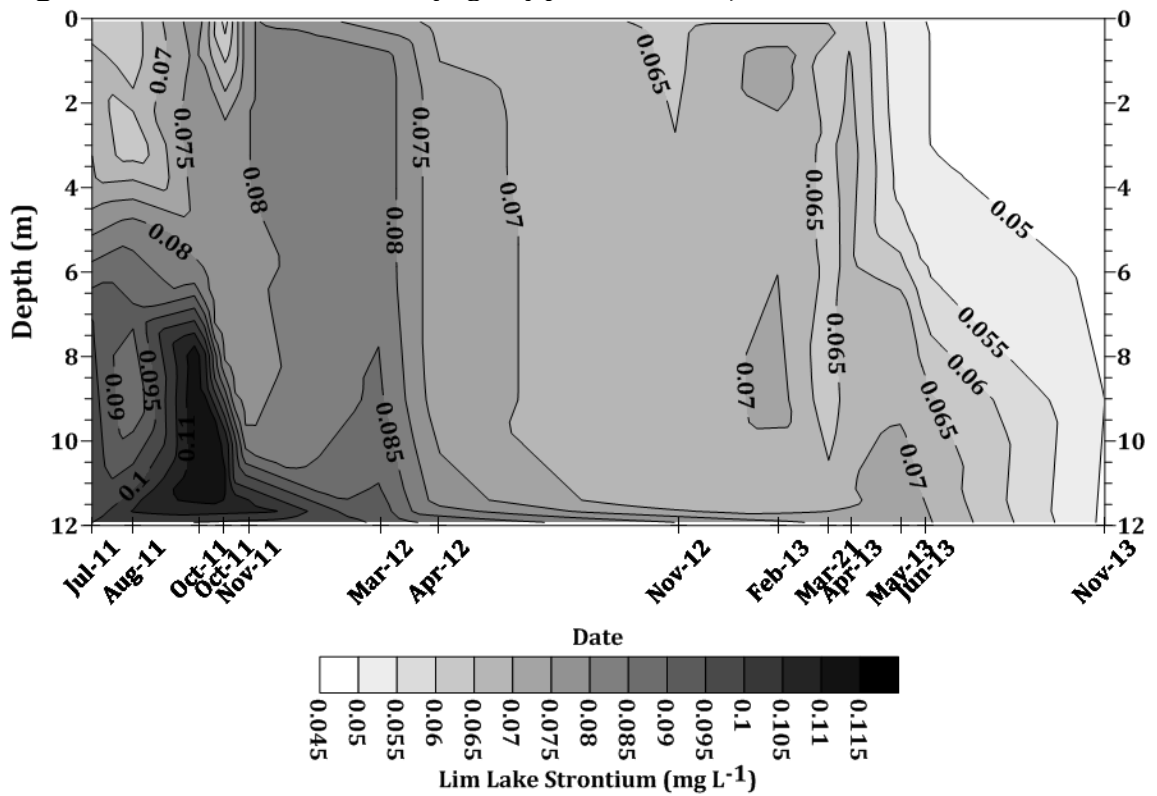 0 0
0.07 0.065
2 2
0.075 0.075
4 0.08 0.07 0.065 4
0.08 0.08 0.05
Depth (m)
6 6
0.065 0.055
8 8
0.09 0.095 0.07 0.06
0.11 0.085 0.065
10 10
0.1 0.07
12 12
Jul-11 Aug-11 Oct-11 Oct-11 Nov-11 Mar-12 Apr-12 Nov-12 Feb-13 Mar-21 Apr-13 May-13 Jun-13 Nov-13
Date
0.045 0.05 0.055 0.06 0.065 0.07 0.075 0.08 0.085 0.09 0.095 0.1 0.105 0.11 0.115
Lim Lake Strontium (mg L-1)